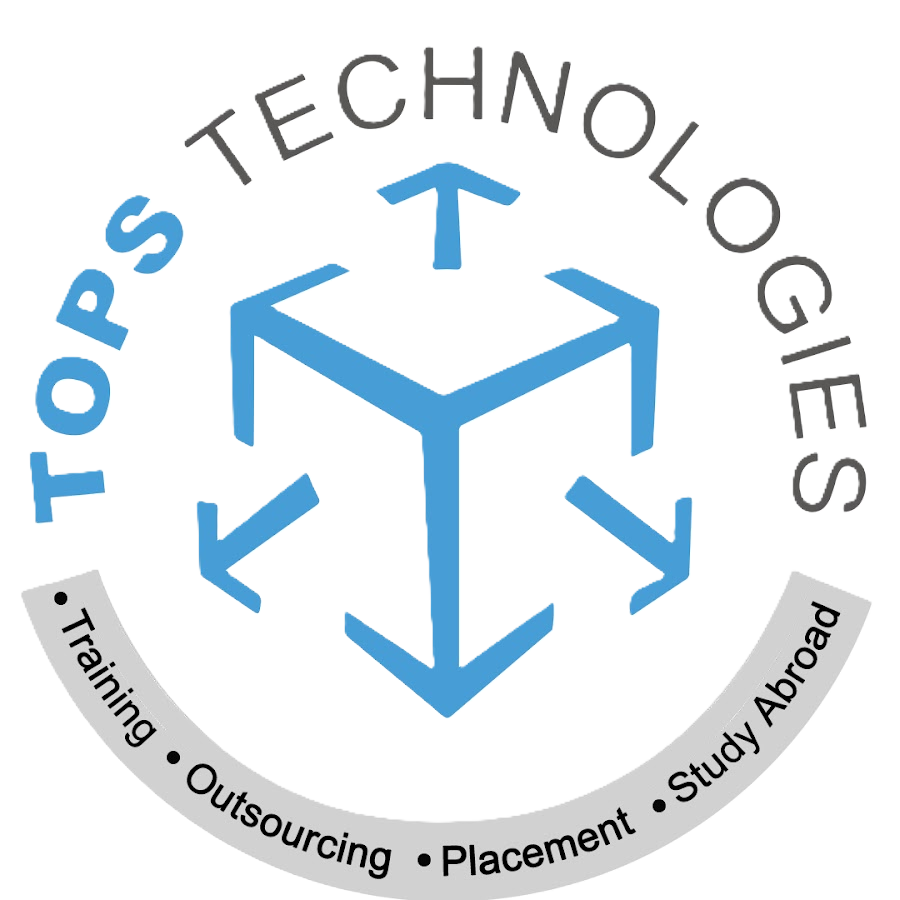 TOPS TECHNOLOGIES
• Training • Outsourcing • Placement • Study Abroad